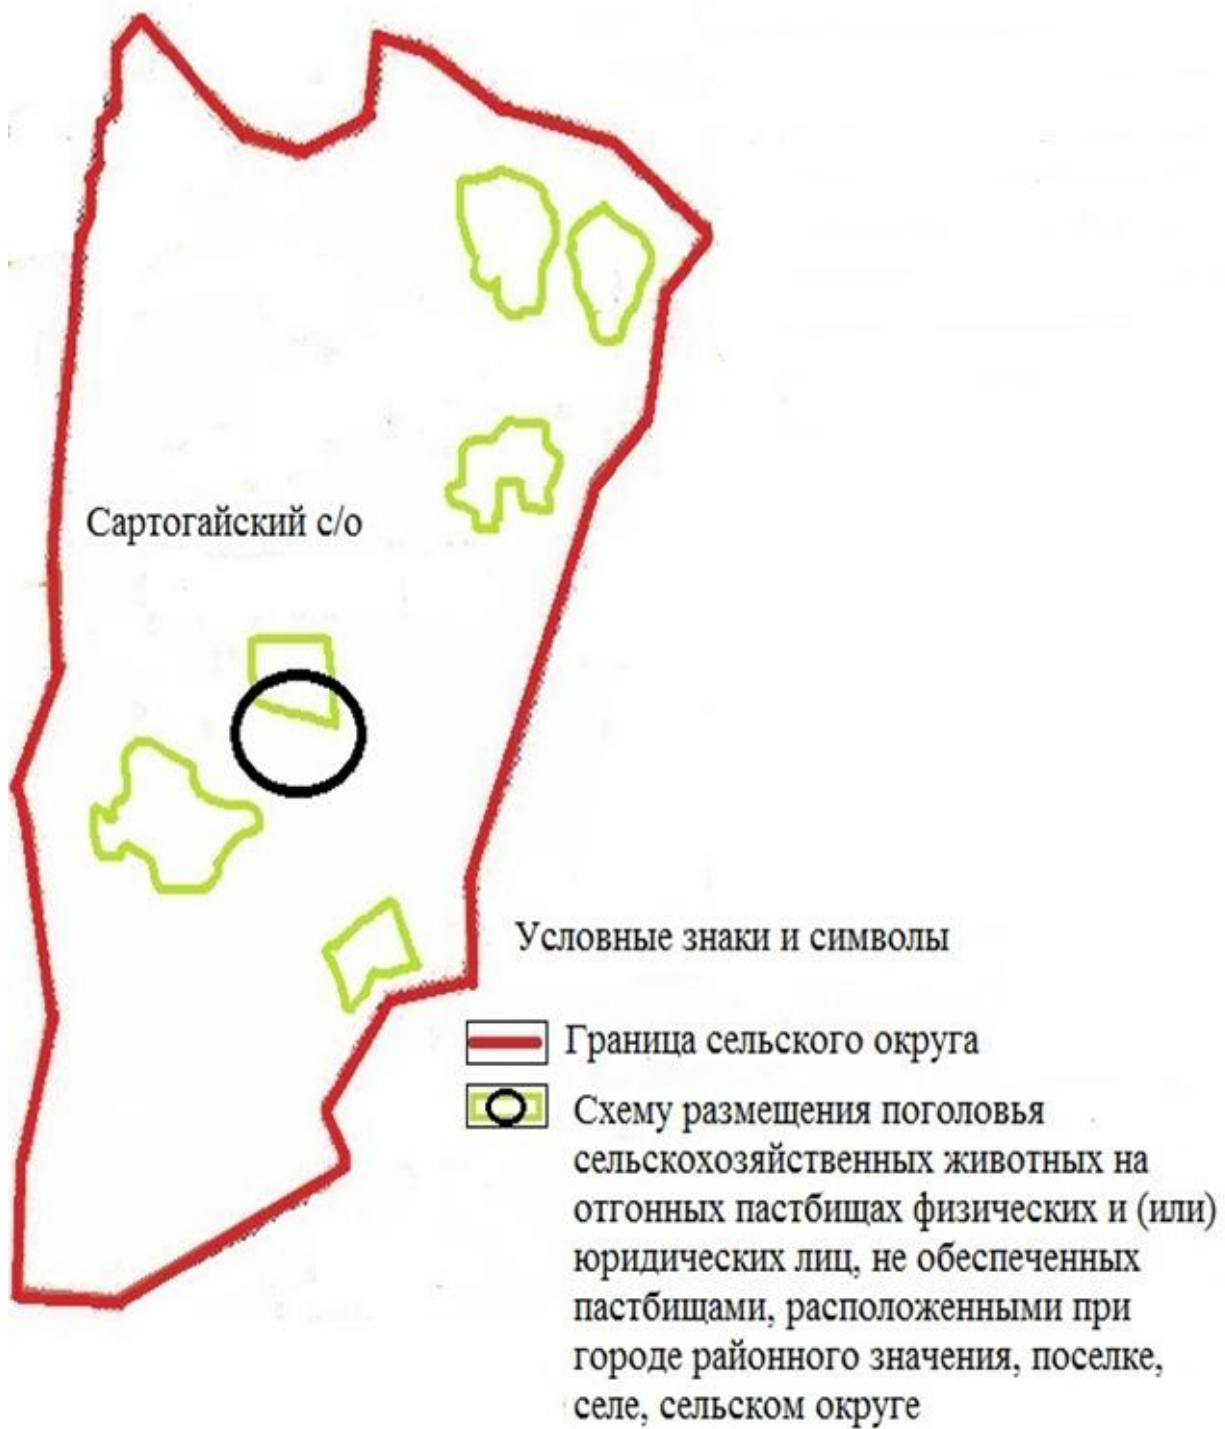 Сартогайский с/о
Условные знаки и символы
Граница сельского округа
Схему размещения поголовья
сельскохозяйственных животных на
отгонных пастбищах физических и (или)
юридических лиц, не обеспеченных
пастбищами, расположенными при
городе районного значения, поселке,
селе, сельском округе